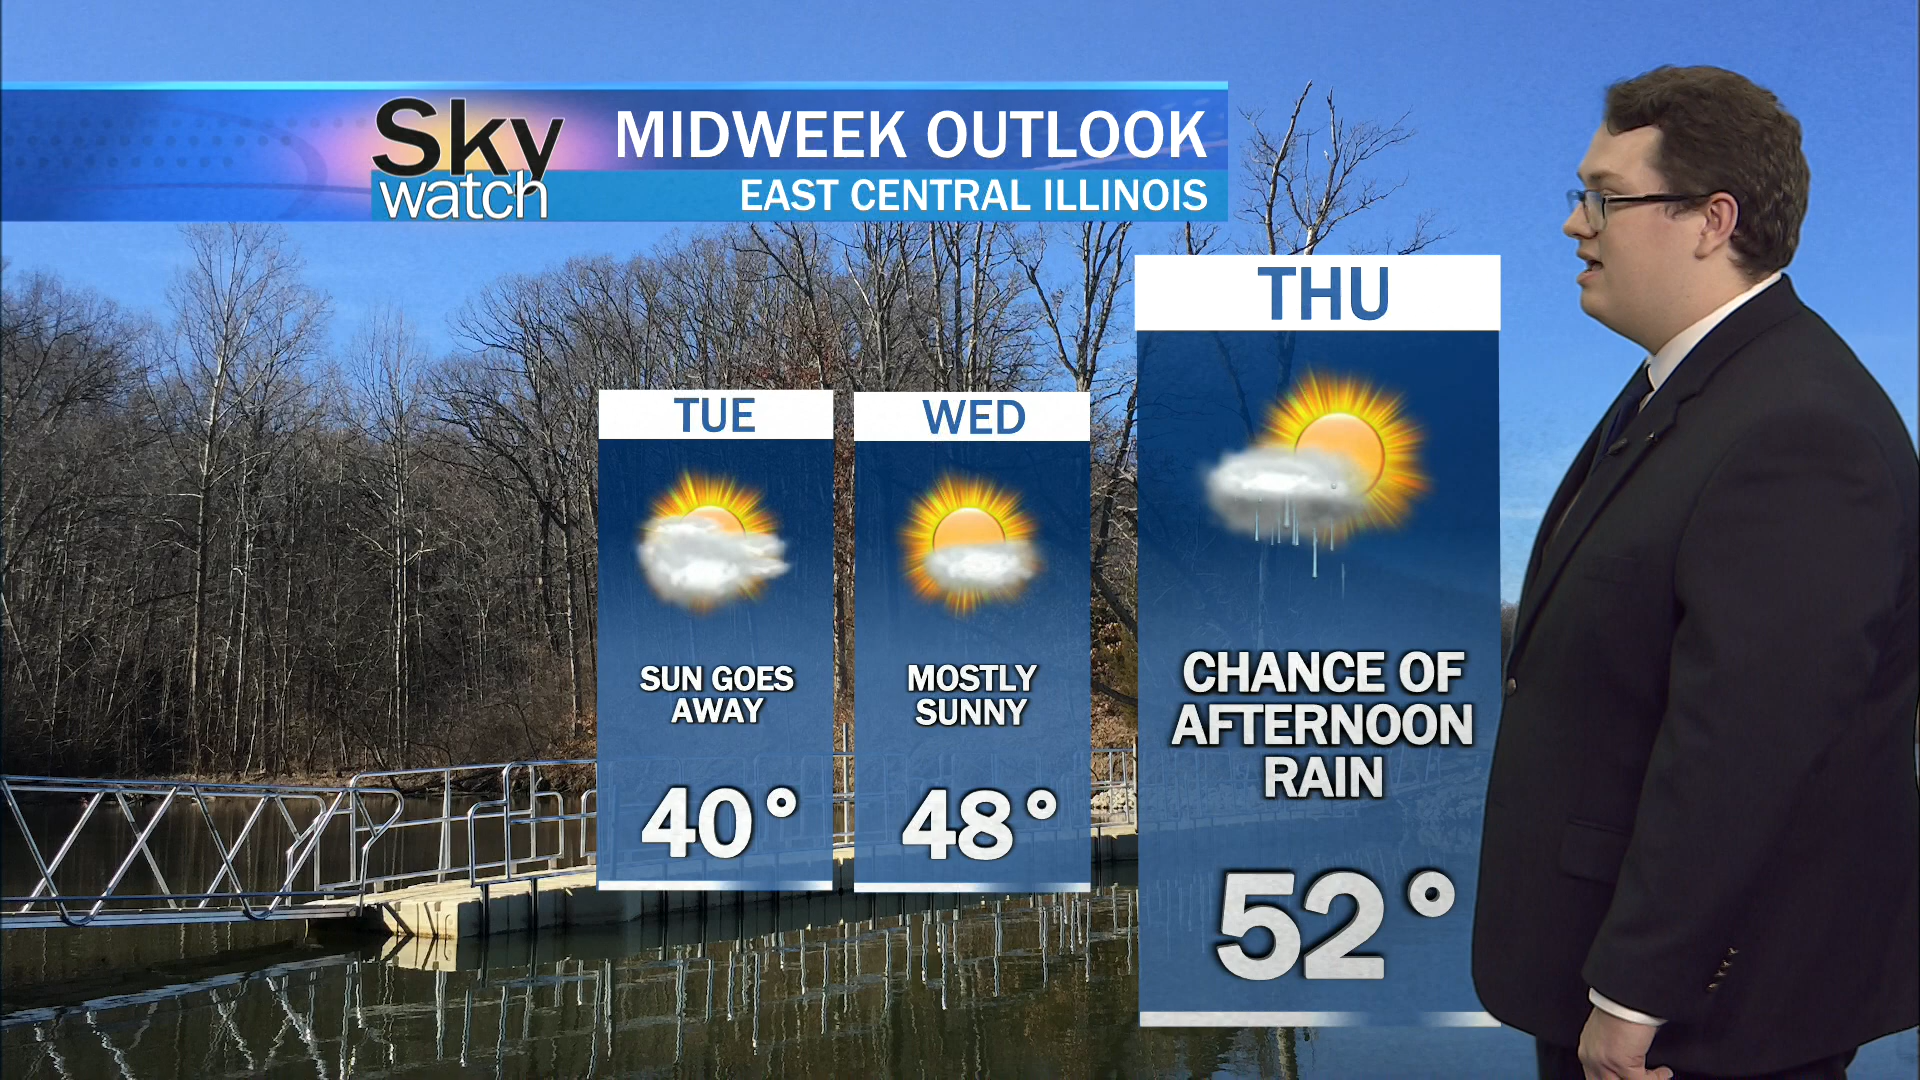 Sky
watch
MIDWEEK OUTLOOK
EAST CENTRAL ILLINOIS
TUE
SUN GOES
AWAY
40°
WED
MOSTLY
SUNNY
48°
THU
CHANCE OF
AFTERNOON
RAIN
52°